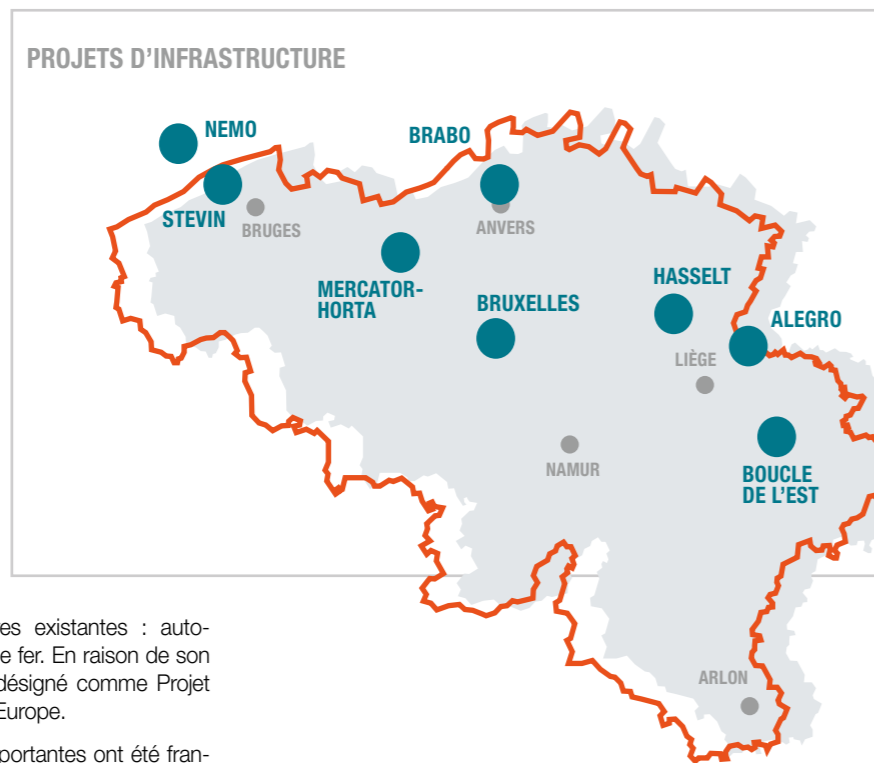 PROJETS D'INFRASTRUCTURE
NEMO
BRABO
STEVIN
BRUGES
ANVERS
MERCATOR-
HORTA
BRUXELLES
HASSELT
ALEGRO
LIÈGE
NAMUR
BOUCLE
DE L'EST
ARLON
res existantes : auto-
e fer. En raison de son
désigné comme Projet
Europe.
portantes ont été fran-